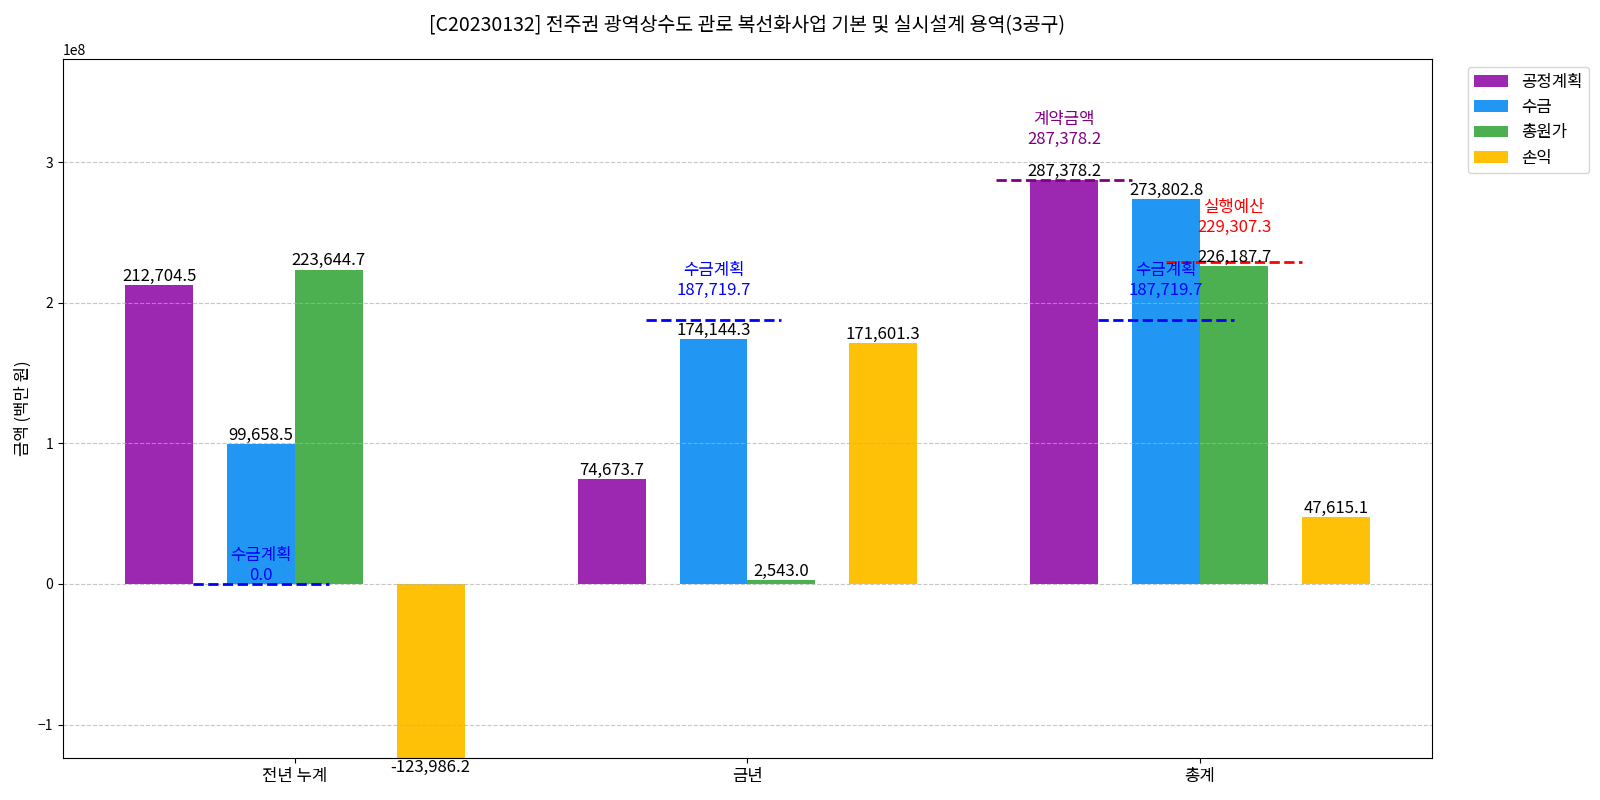 [C20230132] 전주권 광역상수도 관로 복선화사업 기본 및 실시설계 용역(3공구)
1e8
공정계획
수금
총원가
손익
계약금액
287,378.2
3
287,378.2
273,802.8
실행예산
229,307.3
226,187.7
212,704.5
223,644.7
수금계획
187,719.7
수금계획
187,719.7
2
174,144.3
171,601.3
금액 (백만 원)
99,658.5
1
74,673.7
47,615.1
수금계획
0.0
2,543.0
0
−1
-123,986.2
전년 누계
금년
총계